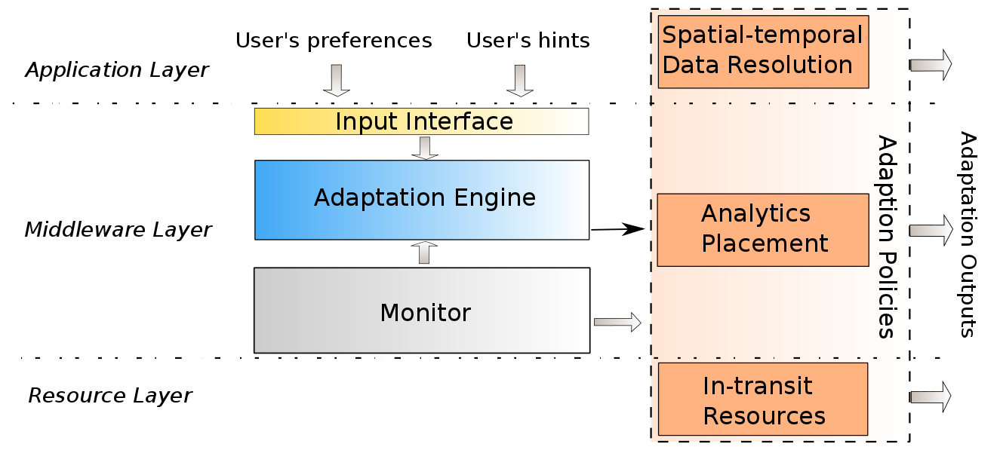 User's preferences
User's hints
Spatial-temporal
Data Resolution
Application Layer
Input Interface
Adaptation Engine
Middleware Layer
Analytics
Placement
Adaption Policies
Adaptation Outputs
Monitor
Resource Layer
In-transit
Resources